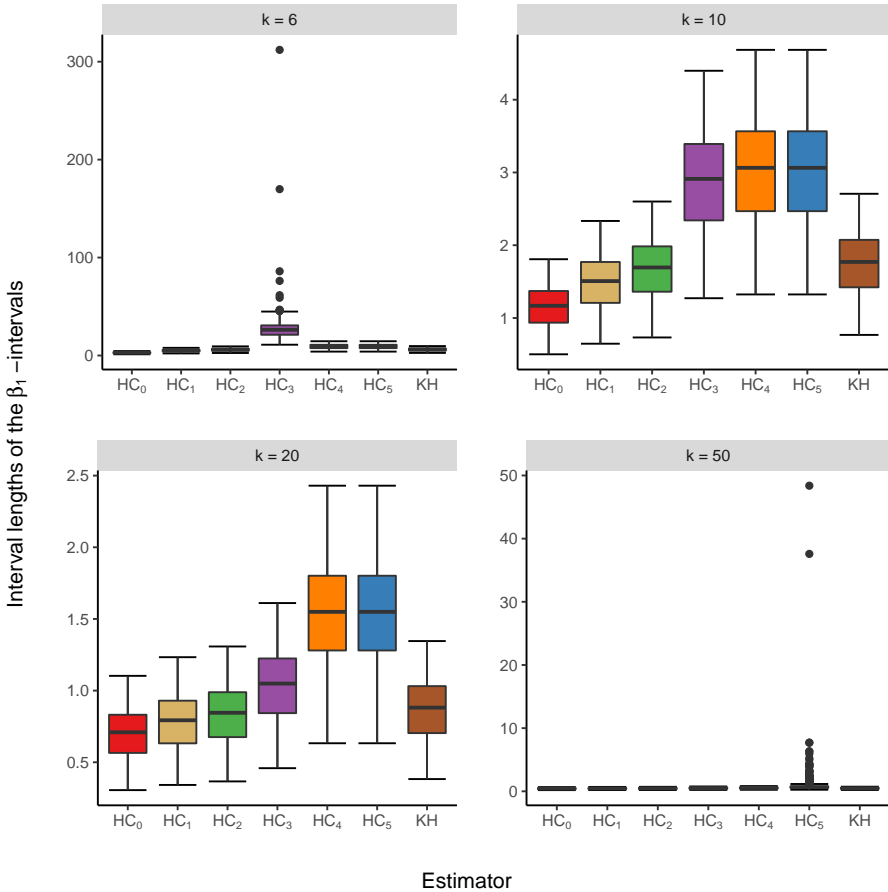 k = 6
300
200
100
0
HC₀ HC₁ HC₂ HC₃ HC₄ HC₅ KH
k = 10
4
3
2
1
HC₀ HC₁ HC₂ HC₃ HC₄ HC₅ KH
Interval lengths of the β₁ −intervals
k = 20
2.5
2.0
1.5
1.0
0.5
HC₀ HC₁ HC₂ HC₃ HC₄ HC₅ KH
k = 50
50
40
30
20
10
0
HC₀ HC₁ HC₂ HC₃ HC₄ HC₅ KH
Estimator